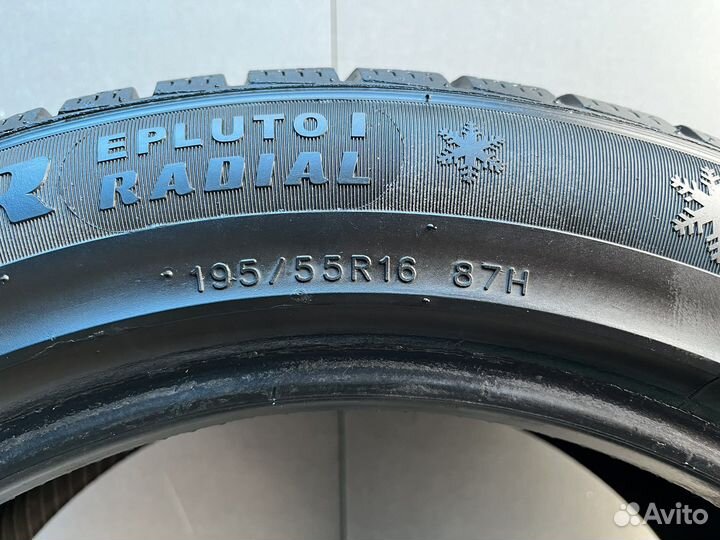 EPLUTO I
R RADIAL
195/55R16 87H
Avito